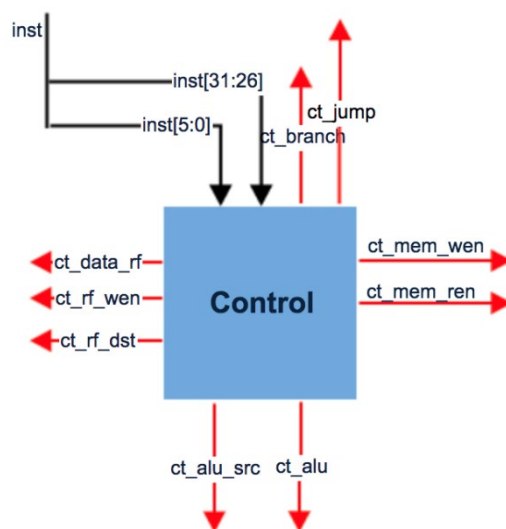 inst
inst[31:26]
inst[5:0]
ct_jump
ct_branch
ct_data_rf
ct_rf_wen
ct_rf_dst
Control
ct_mem_wen
ct_mem_ren
ct_alu_src
ct_alu